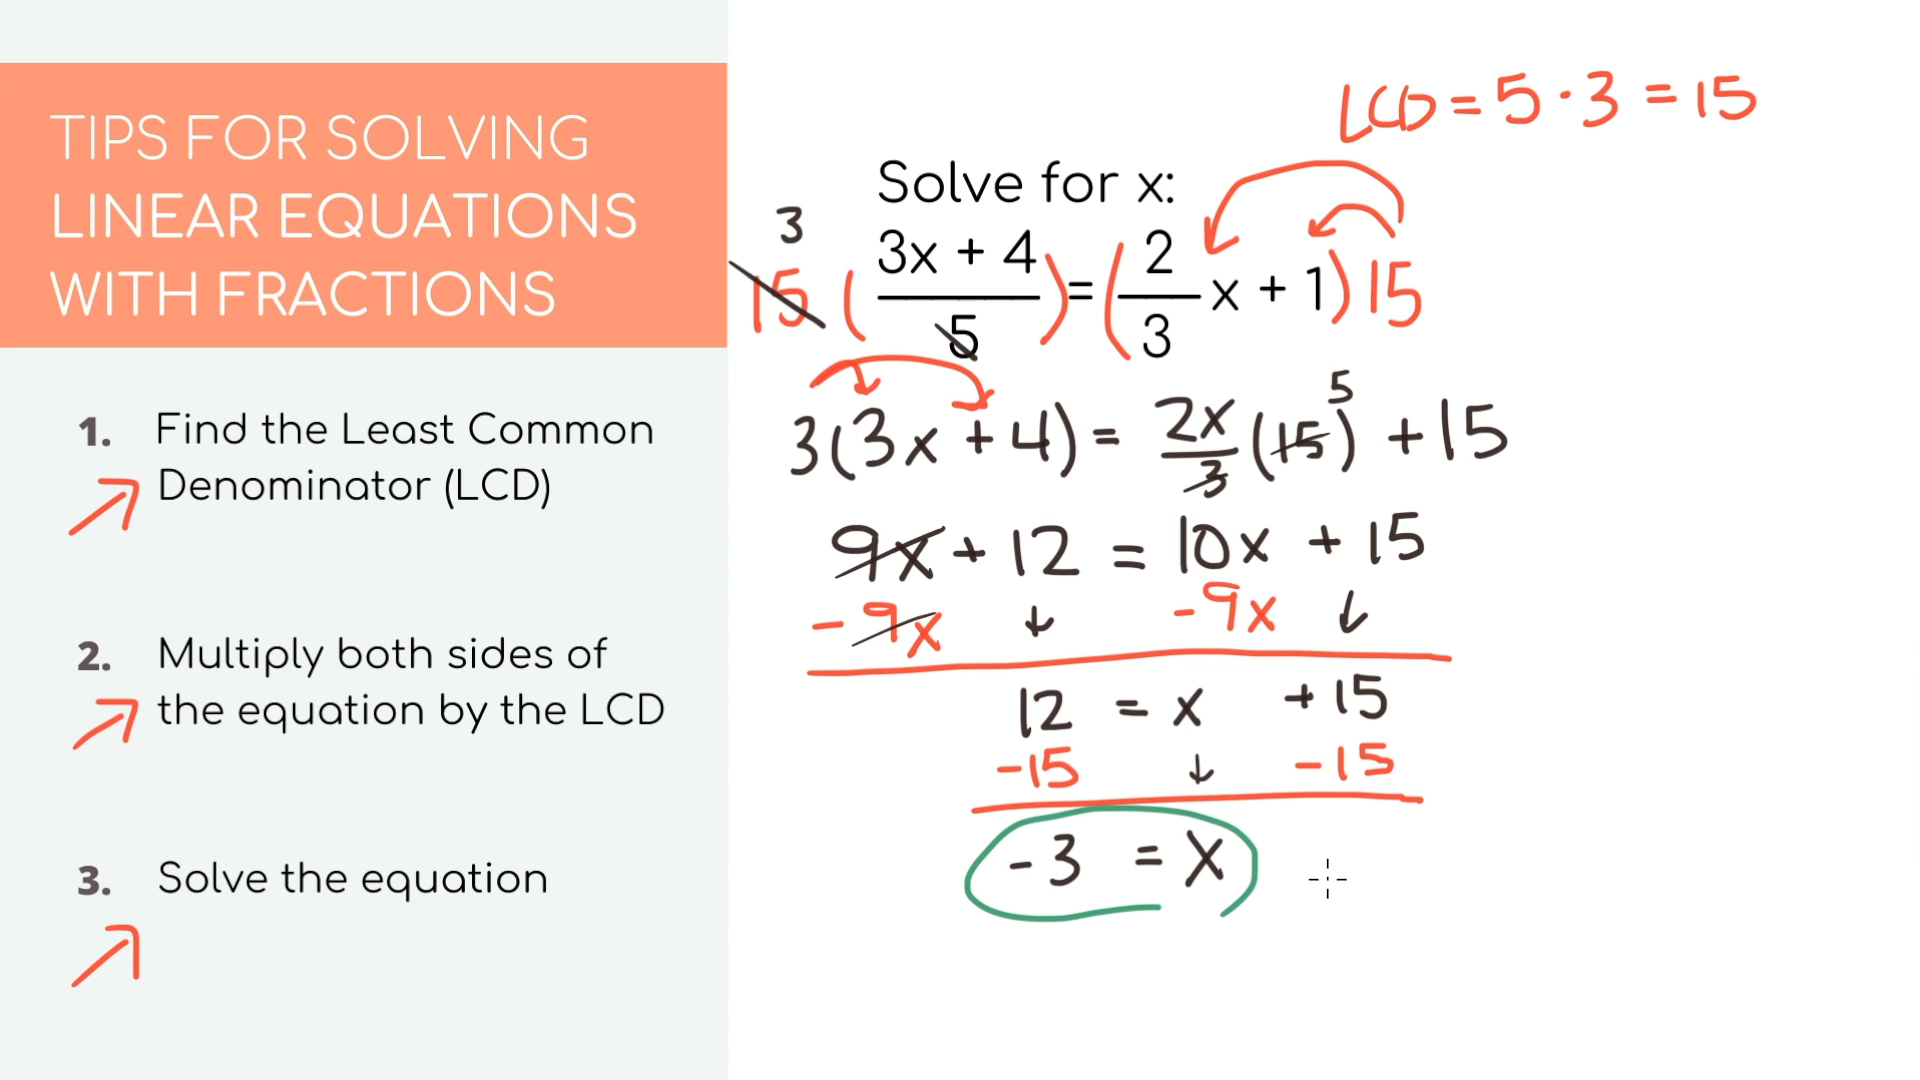 TIPS FOR SOLVING
LINEAR EQUATIONS
WITH FRACTIONS
1. Find the Least Common
Denominator (LCD)
2. Multiply both sides of
the equation by the LCD
3. Solve the equation
LCD = 5 · 3 = 15
Solve for x:
3
15 ( (3x + 4)/5 ) = ( 2/3 x + 1 ) 15
5
3(3x + 4) = 2x/3 (15) + 15
9x + 12 = 10x + 15
-9x ↓ -9x ↓
12 = x + 15
-15 ↓ -15
-3 = x